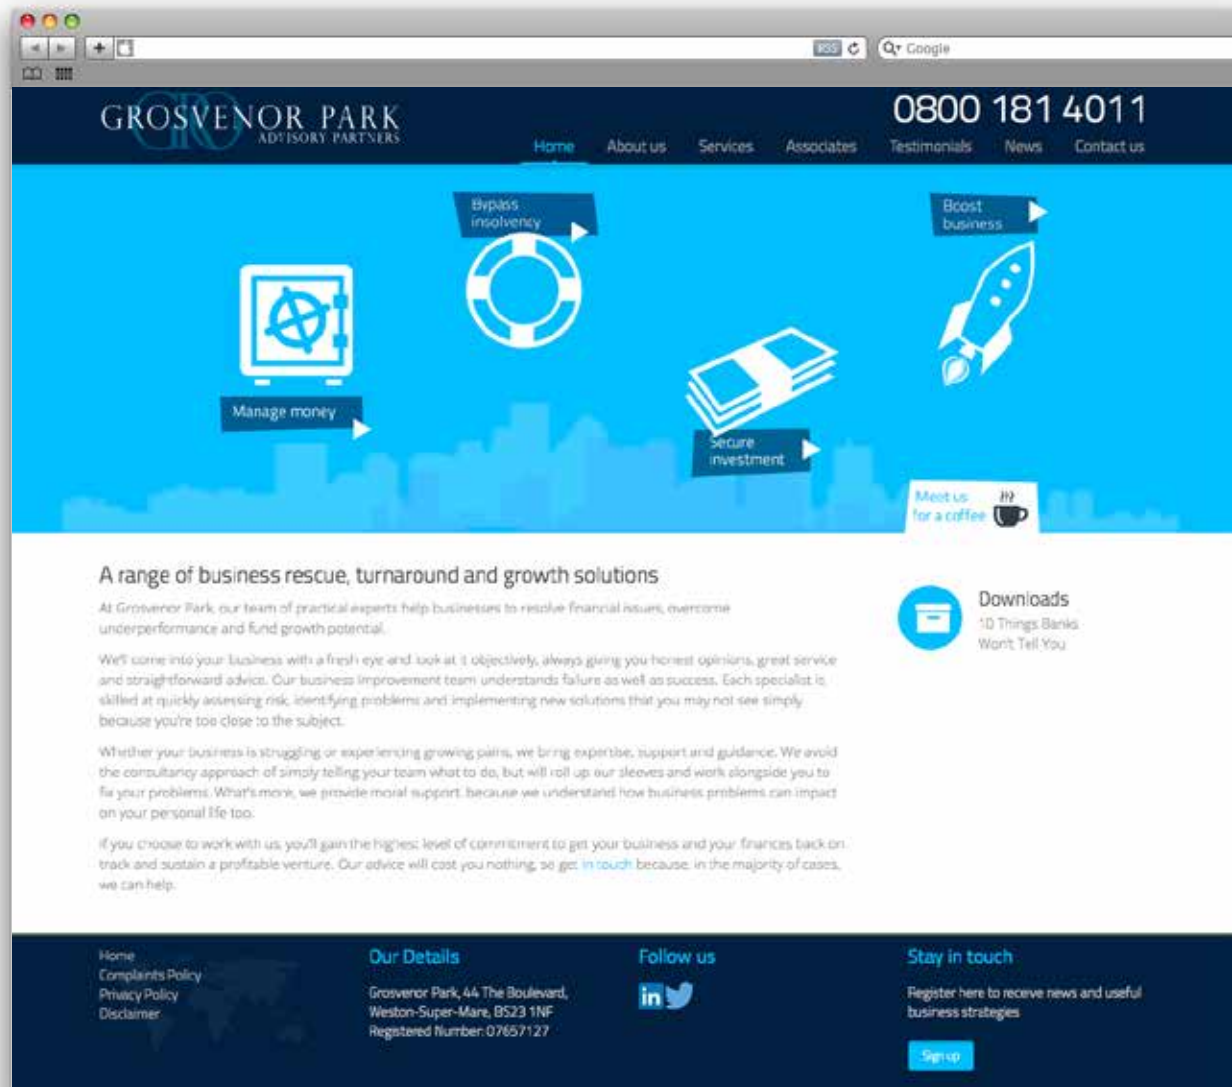 RSS
Google
GROSVENOR PARK
ADVISORY PARTNERS
0800 181 4011
Home About us Services Associates Testimonials News Contact us
Bypass
insolvency
Boost
business
Manage money
Secure
investment
Meet us
for a coffee
A range of business rescue, turnaround and growth solutions
At Grosvenor Park, our team of practical experts help businesses to resolve financial issues, overcome
underperformance and fund growth potential.
We'll come into your business with a fresh eye and look at it objectively, always giving you honest opinions, great service
and straightforward advice. Our business improvement team understands failure as well as success. Each specialist is
skilled at quickly assessing risk, identifying problems and implementing new solutions that you may not see simply
because you're too close to the subject.
Whether your business is struggling or experiencing growing pains, we bring expertise, support and guidance. We avoid
the consultancy approach of simply telling your team what to do, but will roll up our sleeves and work alongside you to
fix your problems. What's more, we provide moral support, because we understand how business problems can impact
on your personal life too.
If you choose to work with us, you'll gain the highest level of commitment to get your business and your finances back on
track and sustain a profitable venture. Our advice will cost you nothing, so get in touch because, in the majority of cases,
we can help.
Downloads
10 Things Banks
Won't Tell You
Home
Complaints Policy
Privacy Policy
Disclaimer
Our Details
Grosvenor Park, 44 The Boulevard,
Weston-Super-Mare, BS23 1NF
Registered Number: 07657127
Follow us
in
Stay in touch
Register here to receive news and useful
business strategies
Sign up